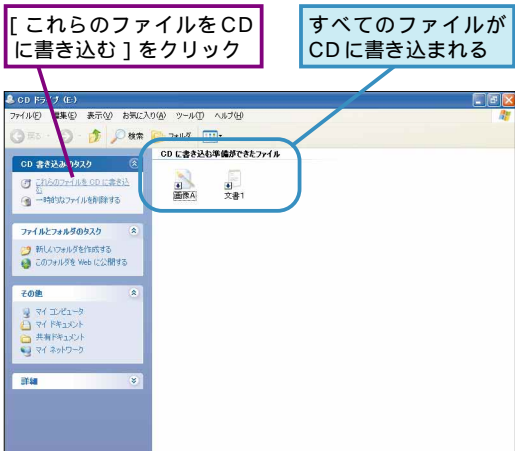 [これらのファイルをCD
に書き込む]をクリック
すべてのファイルが
CDに書き込まれる
CD ドライブ (E:)
ファイル(F) 編集(E) 表示(V) お気に入り(A) ツール(T) ヘルプ(H)
戻る 検索 フォルダ
CD 書き込みのタスク
これらのファイルを CD に書き込
む
一時的なファイルを削除する
ファイルとフォルダのタスク
新しいフォルダを作成する
このフォルダを Web に公開する
その他
マイ コンピュータ
マイ ドキュメント
共有ドキュメント
マイ ネットワーク
詳細
CD に書き込む準備ができたファイル
画像A 文書1